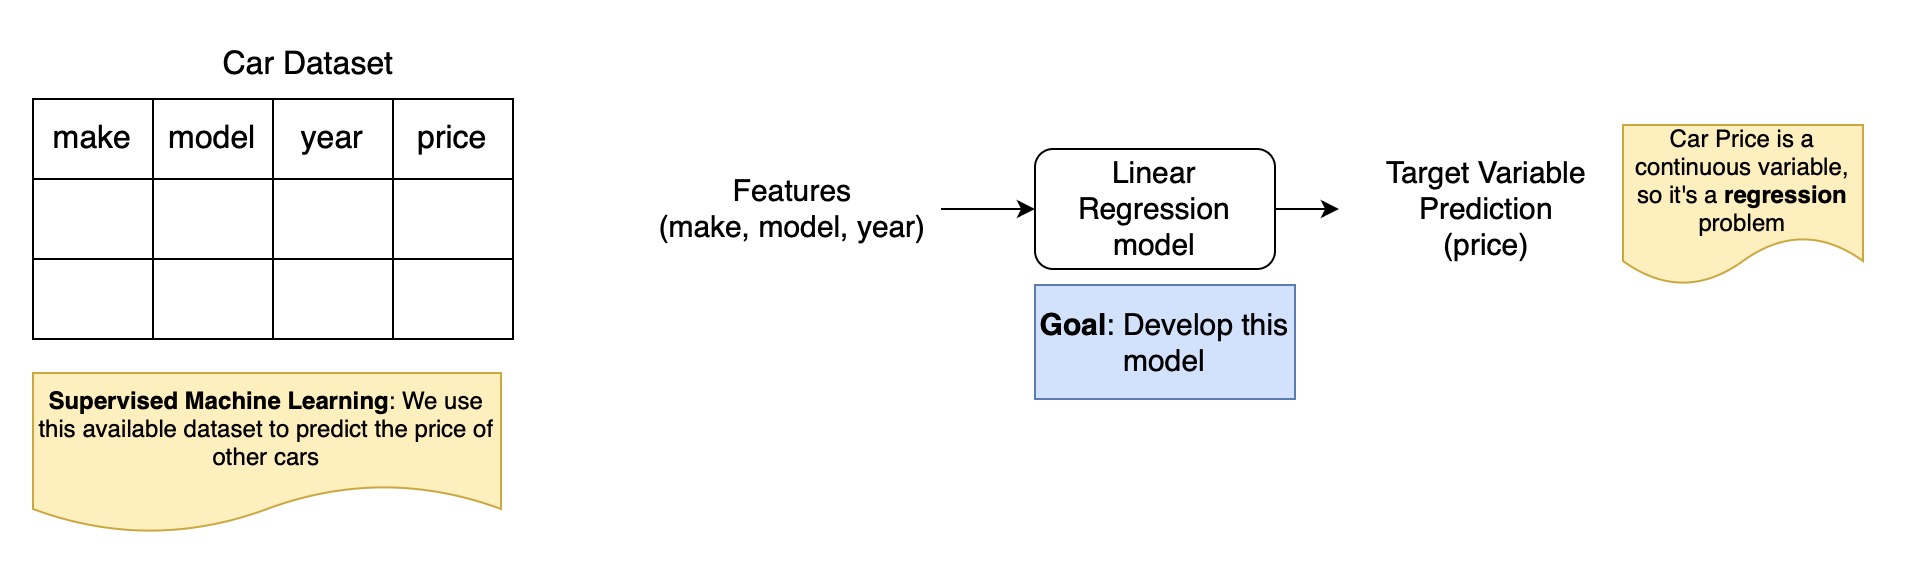 Car Dataset
make model year price
Supervised Machine Learning: We use
this available dataset to predict the price of
other cars
Features
(make, model, year)
Linear
Regression
model
Goal: Develop this
model
Target Variable
Prediction
(price)
Car Price is a
continuous variable,
so it's a regression
problem